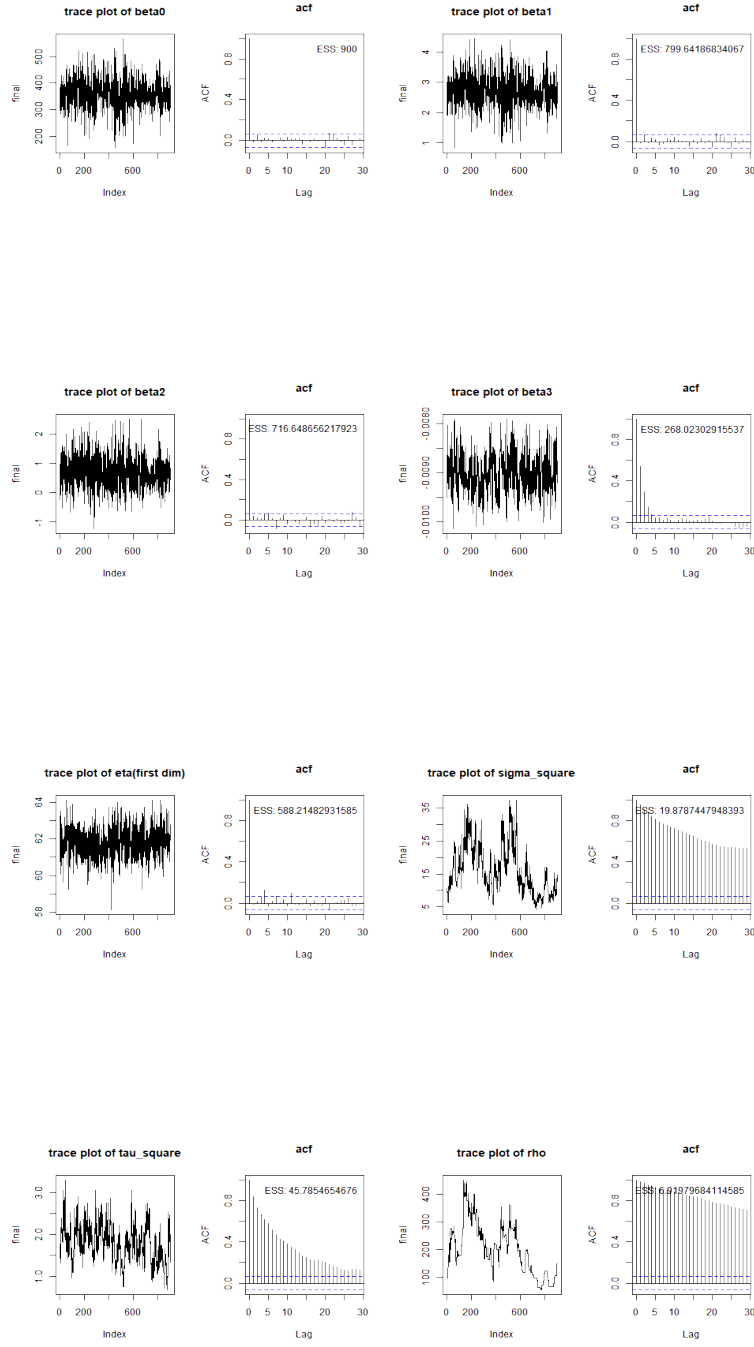 trace plot of beta0
final
200 300 400 500
0 200 600
Index
acf
ESS: 900
ACF
0.0 0.4 0.8
0 5 10 20 30
Lag
trace plot of beta1
final
1 2 3 4
0 200 600
Index
acf
ESS: 799.64186834067
ACF
0.0 0.4 0.8
0 5 10 20 30
Lag
trace plot of beta2
final
-1 0 1 2
0 200 600
Index
acf
ESS: 716.648656217923
ACF
0.0 0.4 0.8
0 5 10 20 30
Lag
trace plot of beta3
final
-0.0100 -0.0090 -0.0080
0 200 600
Index
acf
ESS: 268.02302915537
ACF
0.0 0.4 0.8
0 5 10 20 30
Lag
trace plot of eta(first dim)
final
58 60 62 64
0 200 600
Index
acf
ESS: 588.21482931585
ACF
0.0 0.4 0.8
0 5 10 20 30
Lag
trace plot of sigma_square
final
5 15 25 35
0 200 600
Index
acf
ESS: 19.8787447948393
ACF
0.0 0.4 0.8
0 5 10 20 30
Lag
trace plot of tau_square
final
1.0 2.0 3.0
0 200 600
Index
acf
ESS: 45.7854654676
ACF
0.0 0.4 0.8
0 5 10 20 30
Lag
trace plot of rho
final
100 200 300 400
0 200 600
Index
acf
ESS: 6.91979684114585
ACF
0.0 0.4 0.8
0 5 10 20 30
Lag